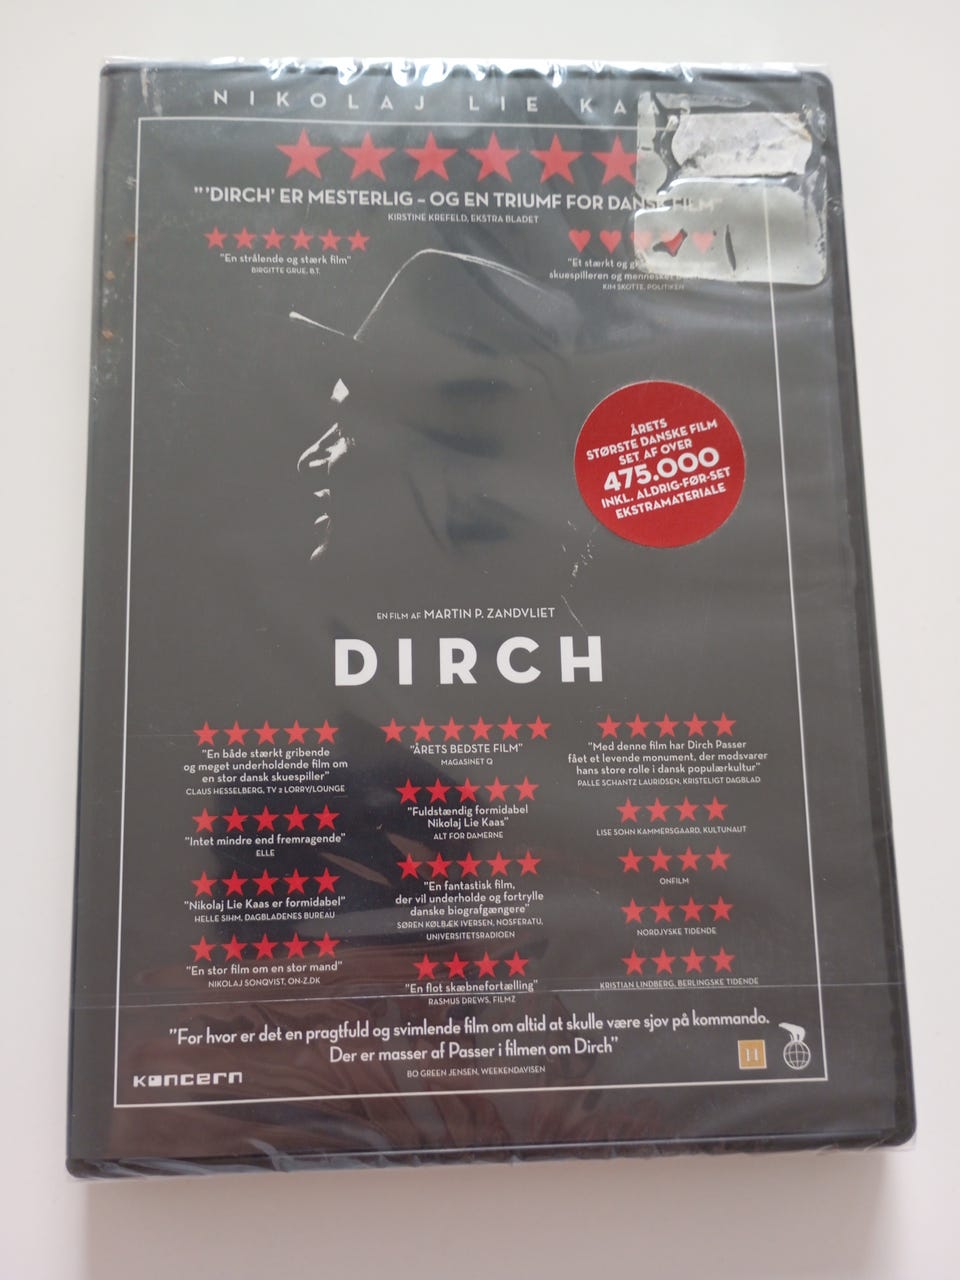 NIKOLAJ LIE KAAS
"'DIRCH' ER MESTERLIG – OG EN TRIUMF FOR DANSK FILM"
KIRSTINE KREFELD, EKSTRA BLADET
"En strålende og stærk film"
BIRGITTE GRUE, B.T.
"Et stærkt og
skuespilleren og mennesket
KIM SKOTTE, POLITIKEN
ÅRETS
STØRSTE DANSKE FILM
SET AF OVER
475.000
INKL. ALDRIG-FØR-SET
EKSTRAMATERIALE
EN FILM AF MARTIN P. ZANDVLIET
DIRCH
"En både stærkt gribende
og meget underholdende film om
en stor dansk skuespiller"
CLAUS HESSELBERG, TV 2 LORRY/LOUNGE
"Intet mindre end fremragende"
ELLE
"Nikolaj Lie Kaas er formidabel"
HELLE SIHM, DAGBLADENES BUREAU
"En stor film om en stor mand"
NIKOLAJ SONQVIST, ON-Z.DK
"ÅRETS BEDSTE FILM"
MAGASINET Q
"Fuldstændig formidabel
Nikolaj Lie Kaas"
ALT FOR DAMERNE
"En fantastisk film,
der vil underholde og fortrylle
danske biografgængere"
SØREN KØLBÆK IVERSEN, NOSFERATU,
UNIVERSITETSRADIOEN
"En flot skæbnefortælling"
RASMUS DREWS, FILMZ
"Med denne film har Dirch Passer
fået et levende monument, der modsvarer
hans store rolle i dansk populærkultur"
PALLE SCHANTZ LAURIDSEN, KRISTELIGT DAGBLAD
LISE SOHN KAMMERSGAARD, KULTUNAUT
ONFILM
NORDJYSKE TIDENDE
KRISTIAN LINDBERG, BERLINGSKE TIDENDE
"For hvor er det en pragtfuld og svimlende film om altid at skulle være sjov på kommando.
Der er masser af Passer i filmen om Dirch"
BO GREEN JENSEN, WEEKENDAVISEN
KONCERN
11